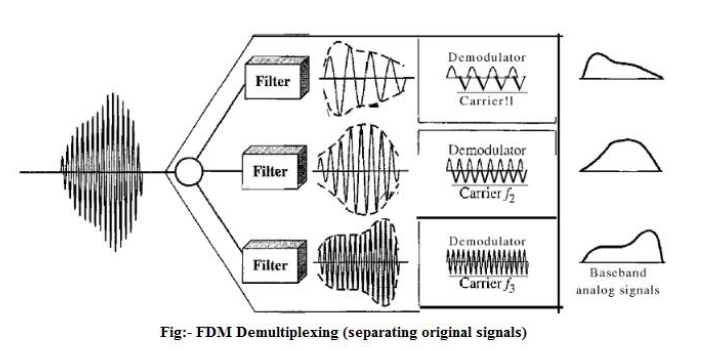 Filter
Demodulator
Carrier!1
Filter
Demodulator
Carrier f2
Filter
Demodulator
Carrier f3
Baseband
analog signals
Fig:- FDM Demultiplexing (separating original signals)